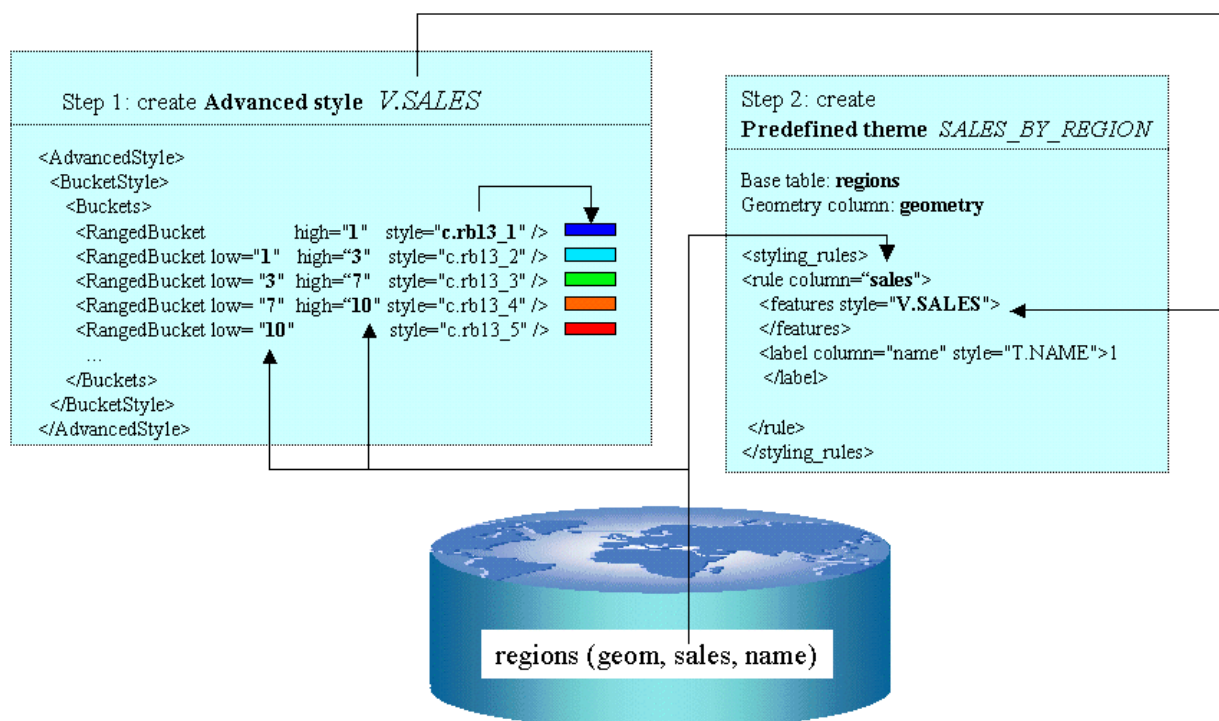 Step 1: create Advanced style V.SALES
<AdvancedStyle>
<BucketStyle>
<Buckets>
<RangedBucket high="1" style="c.rb13_1" />
<RangedBucket low="1" high=“3" style="c.rb13_2" />
<RangedBucket low="3" high=“7" style="c.rb13_3" />
<RangedBucket low="7" high=“10" style="c.rb13_4" />
<RangedBucket low= "10" style="c.rb13_5" />
...
</Buckets>
</BucketStyle>
</AdvancedStyle>
Step 2: create
Predefined theme SALES_BY_REGION
Base table: regions
Geometry column: geometry
<styling_rules>
<rule column=“sales">
<features style="V.SALES">
</features>
<label column="name" style="T.NAME">1
</label>
</rule>
</styling_rules>
regions (geom, sales, name)